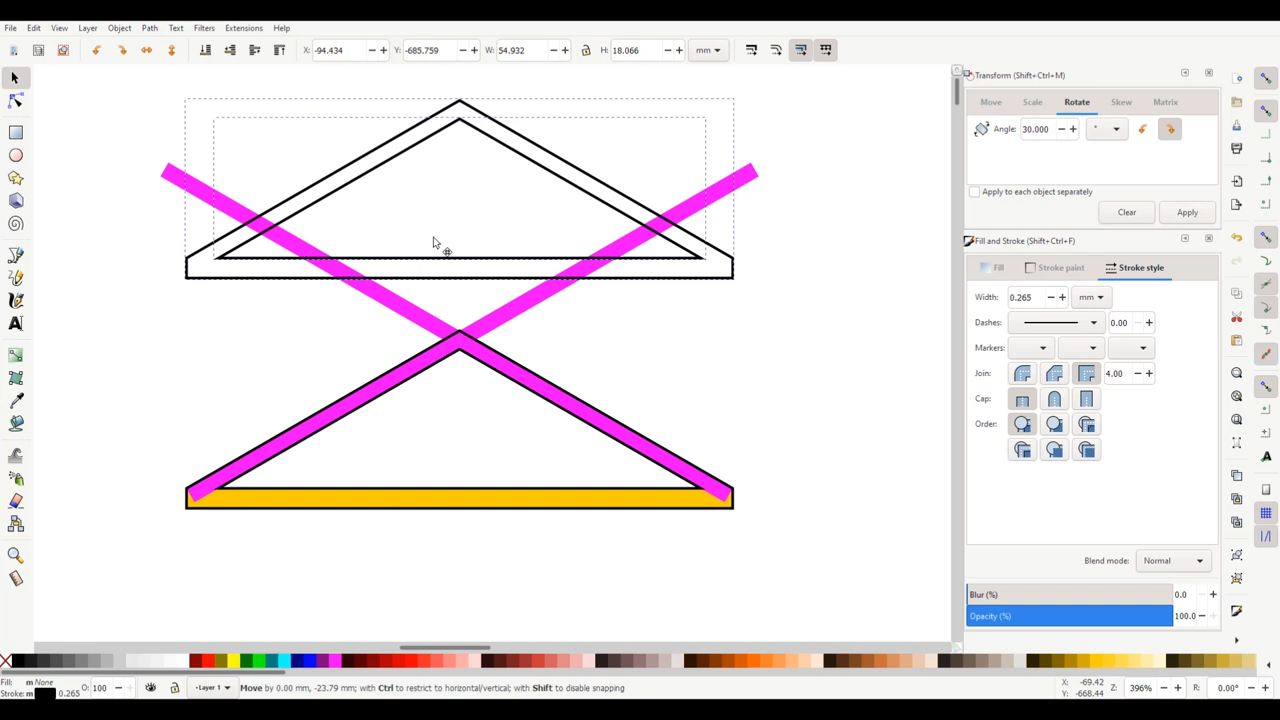 File Edit View Layer Object Path Text Filters Extensions Help
X: -94.434 Y: -685.759 W: 54.932 H: 18.066 mm
Transform (Shift+Ctrl+M)
Move Scale Rotate Skew Matrix
Angle: 30.000 °
Apply to each object separately
Clear Apply
Fill and Stroke (Shift+Ctrl+F)
Fill Stroke paint Stroke style
Width: 0.265 mm
Dashes: 0.00
Markers:
Join: 4.00
Cap:
Order:
Blend mode: Normal
Blur (%) 0.0
Opacity (%) 100.0
Fill: m None
Stroke: m 0.265
O: 100
Layer 1
Move by 0.00 mm, -23.79 mm; with Ctrl to restrict to horizontal/vertical; with Shift to disable snapping
X: -69.42
Y: -668.44
Z: 396% R: 0.00°